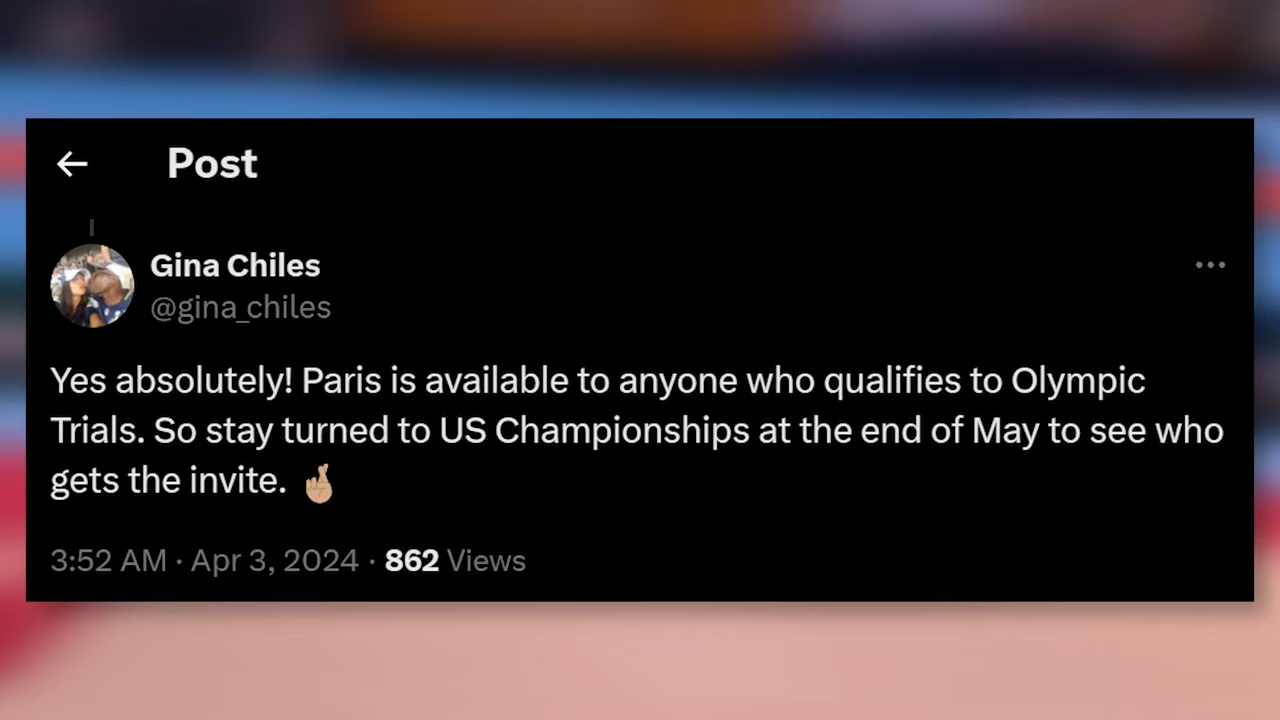 Post
Gina Chiles
@gina_chiles
Yes absolutely! Paris is available to anyone who qualifies to Olympic
Trials. So stay turned to US Championships at the end of May to see who
gets the invite. 🤞🏼
3:52 AM · Apr 3, 2024 · 862 Views